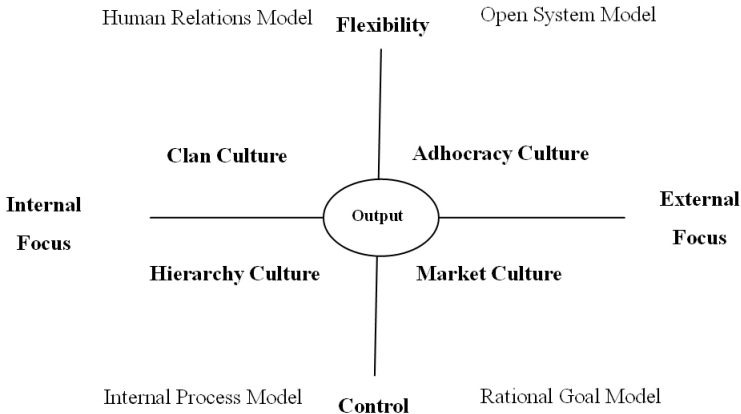 Human Relations Model
Flexibility
Open System Model
Clan Culture
Adhocracy Culture
Internal
Focus
Output
External
Focus
Hierarchy Culture
Market Culture
Internal Process Model
Control
Rational Goal Model